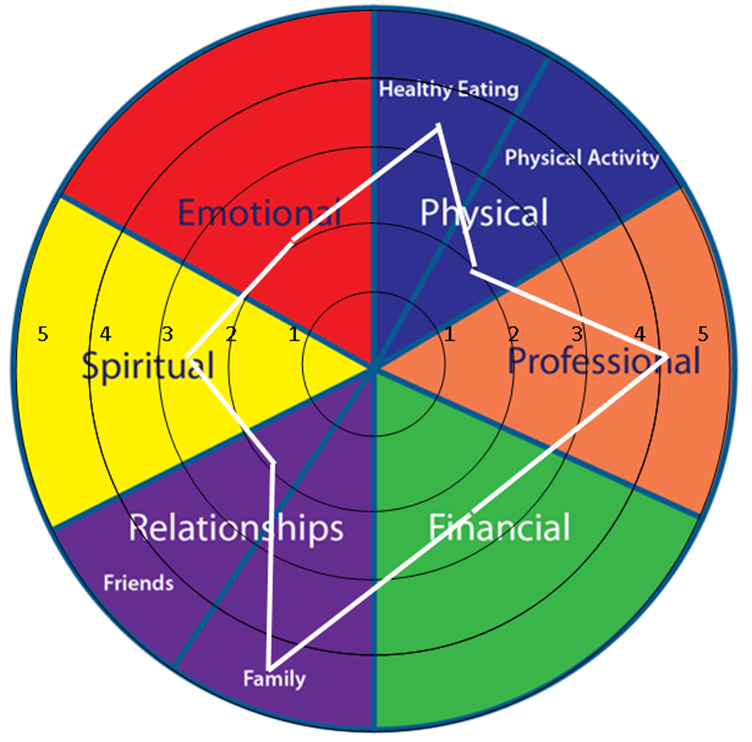 Healthy Eating
Physical Activity
Emotional
Physical
5 4 3 2 1 1 2 3 4 5
Spiritual
Professional
Relationships
Financial
Friends
Family